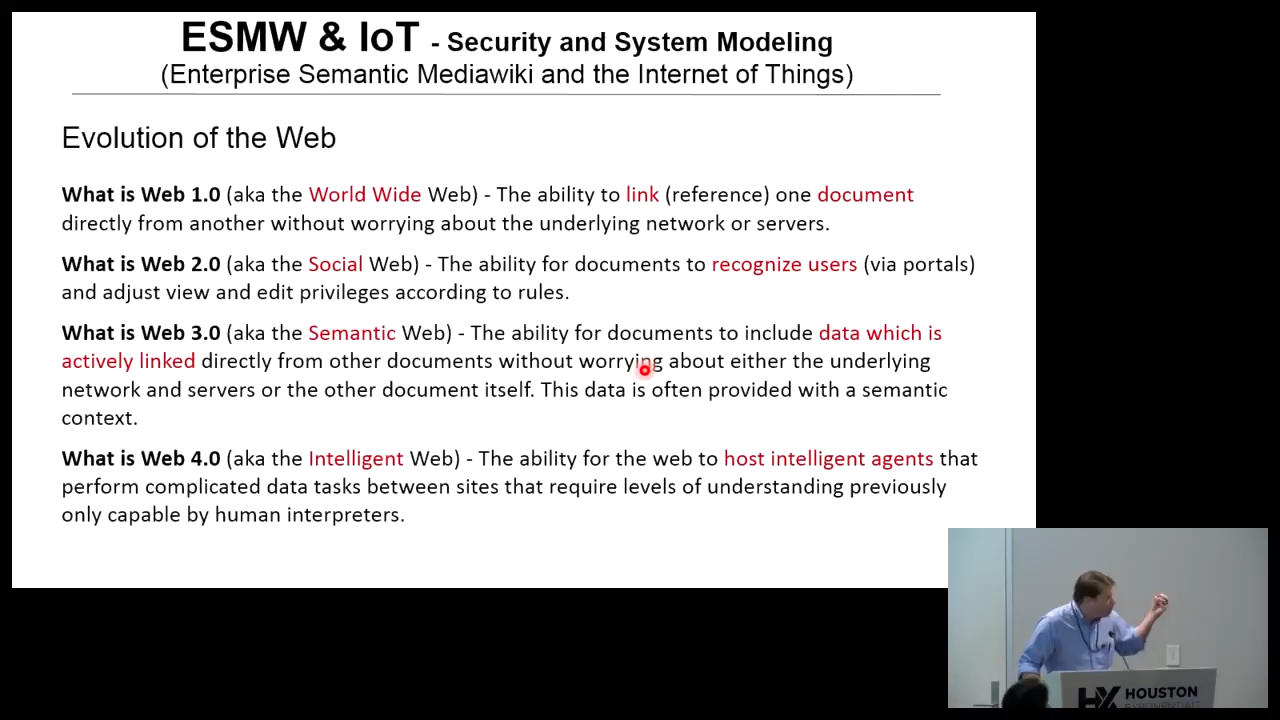 ESMW & IoT - Security and System Modeling
(Enterprise Semantic Mediawiki and the Internet of Things)
Evolution of the Web
What is Web 1.0 (aka the World Wide Web) - The ability to link (reference) one document
directly from another without worrying about the underlying network or servers.
What is Web 2.0 (aka the Social Web) - The ability for documents to recognize users (via portals)
and adjust view and edit privileges according to rules.
What is Web 3.0 (aka the Semantic Web) - The ability for documents to include data which is
actively linked directly from other documents without worrying about either the underlying
network and servers or the other document itself. This data is often provided with a semantic
context.
What is Web 4.0 (aka the Intelligent Web) - The ability for the web to host intelligent agents that
perform complicated data tasks between sites that require levels of understanding previously
only capable by human interpreters.
HX HOUSTON
EXPONENTIAL